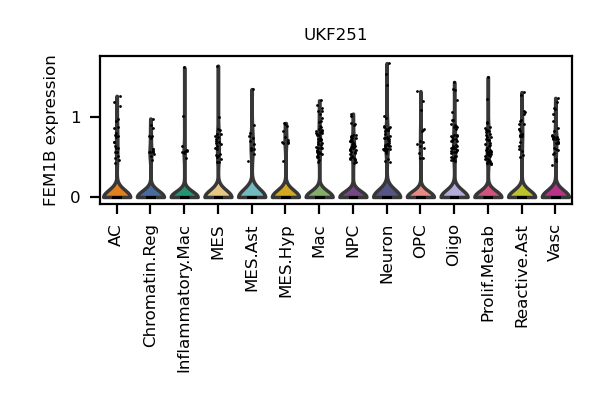 UKF251
FEM1B expression
1
0
AC
Chromatin.Reg
Inflammatory.Mac
MES
MES.Ast
MES.Hyp
Mac
NPC
Neuron
OPC
Oligo
Prolif.Metab
Reactive.Ast
Vasc